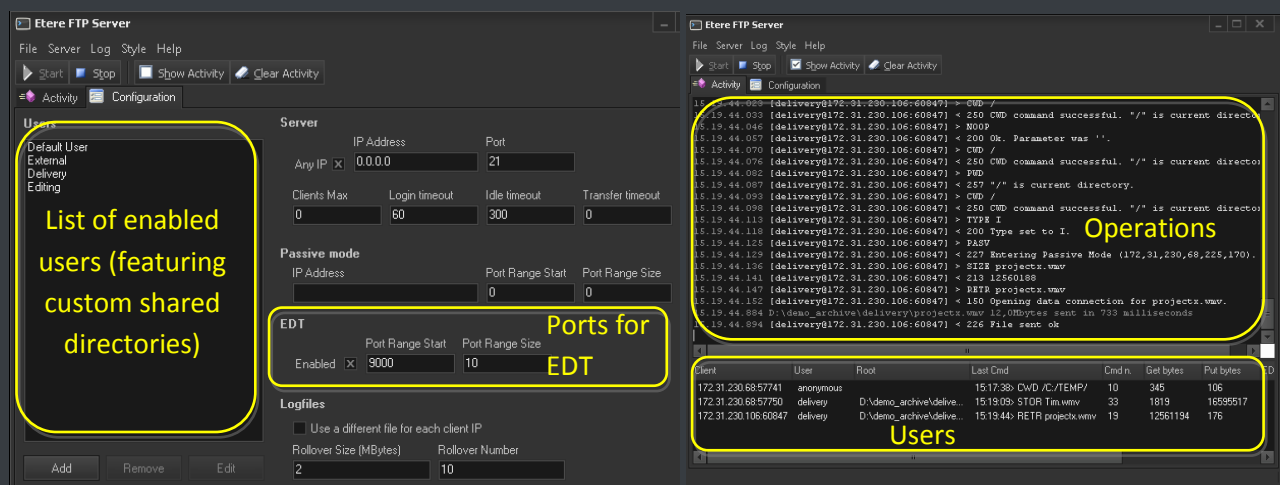 Etere FTP Server
File Server Log Style Help
Start Stop Show Activity Clear Activity
Activity Configuration
Users
Default User
External
Delivery
Editing
List of enabled
users (featuring
custom shared
directories)
Add Remove Edit
Server
IP Address Port
Any IP 0.0.0.0 21
Clients Max Login timeout Idle timeout Transfer timeout
0 60 300 0
Passive mode
IP Address Port Range Start Port Range Size
0 0
EDT
Ports for
EDT
Port Range Start Port Range Size
Enabled 9000 10
Logfiles
Use a different file for each client IP
Rollover Size (MBytes) Rollover Number
2 10
Etere FTP Server
File Server Log Style Help
Start Stop Show Activity Clear Activity
Activity Configuration
15.19.44.023 [delivery@172.31.230.106:60847] > CWD /
15.19.44.033 [delivery@172.31.230.106:60847] < 250 CWD command successful. "/" is current director
15.19.44.046 [delivery@172.31.230.106:60847] > NOOP
15.19.44.057 [delivery@172.31.230.106:60847] < 200 Ok. Parameter was ''.
15.19.44.070 [delivery@172.31.230.106:60847] > CWD /
15.19.44.076 [delivery@172.31.230.106:60847] < 250 CWD command successful. "/" is current director
15.19.44.082 [delivery@172.31.230.106:60847] > PWD
15.19.44.087 [delivery@172.31.230.106:60847] < 257 "/" is current directory.
15.19.44.093 [delivery@172.31.230.106:60847] > CWD /
15.19.44.098 [delivery@172.31.230.106:60847] < 250 CWD command successful. "/" is current director
15.19.44.113 [delivery@172.31.230.106:60847] > TYPE I
15.19.44.118 [delivery@172.31.230.106:60847] < 200 Type set to I.
15.19.44.125 [delivery@172.31.230.106:60847] > PASV
15.19.44.129 [delivery@172.31.230.106:60847] < 227 Entering Passive Mode (172,31,230,68,225,170).
15.19.44.136 [delivery@172.31.230.106:60847] > SIZE projectx.wmv
15.19.44.141 [delivery@172.31.230.106:60847] < 213 12560188
15.19.44.147 [delivery@172.31.230.106:60847] > RETR projectx.wmv
15.19.44.152 [delivery@172.31.230.106:60847] < 150 Opening data connection for projectx.wmv.
15.19.44.884 D:\demo_archive\delivery\projectx.wmv 12,0Mbytes sent in 733 milliseconds
15.19.44.894 [delivery@172.31.230.106:60847] < 226 File sent ok
Operations
Client User Root Last Cmd Cmd n. Get bytes Put bytes ED
172.31.230.68:57741 anonymous 15:17:38> CWD /C:/TEMP/ 10 345 106
172.31.230.68:57750 delivery D:\demo_archive\delive... 15:19:09> STOR Tim.wmv 33 1819 16595517
172.31.230.106:60847 delivery D:\demo_archive\delive... 15:19:44> RETR projectx.wmv 19 12561194 176
Users